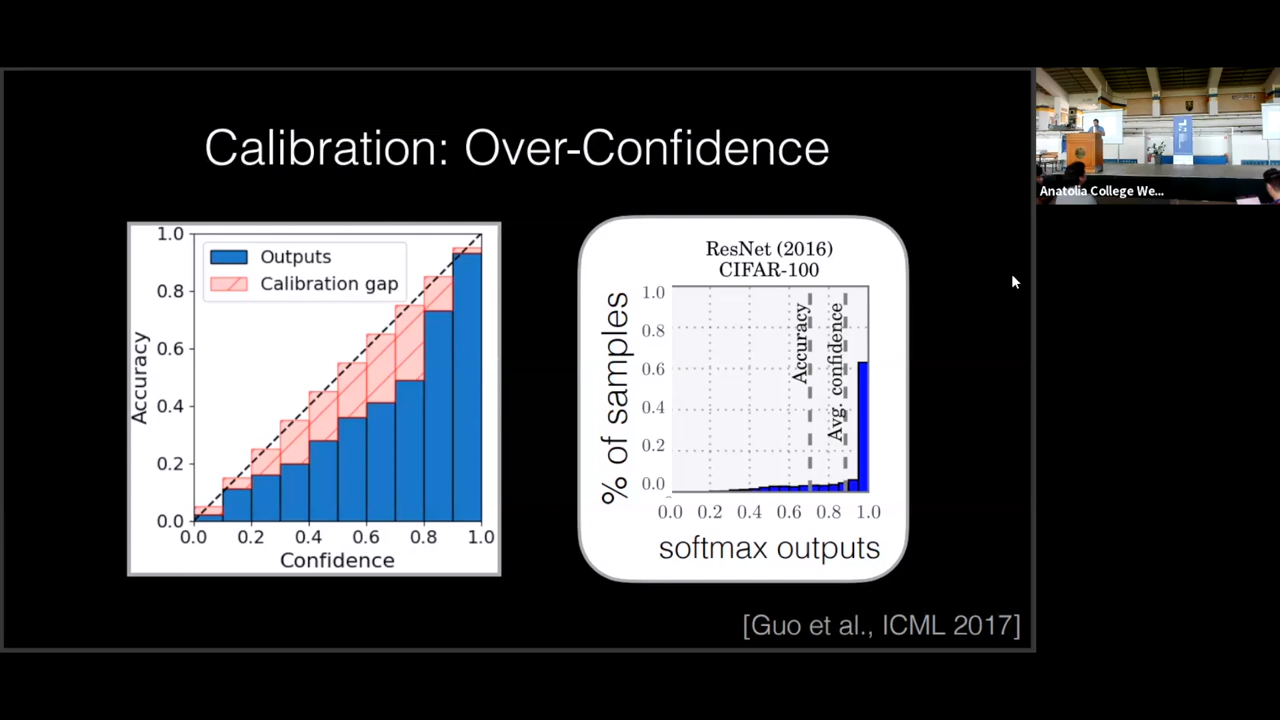 Calibration: Over-Confidence
1.0
0.8
0.6
0.4
0.2
0.0
Accuracy
Outputs
Calibration gap
0.0 0.2 0.4 0.6 0.8 1.0
Confidence
ResNet (2016)
CIFAR-100
% of samples
1.0
0.8
0.6
0.4
0.2
0.0
Accuracy
Avg. confidence
0.0 0.2 0.4 0.6 0.8 1.0
softmax outputs
[Guo et al., ICML 2017]
Anatolia College We...